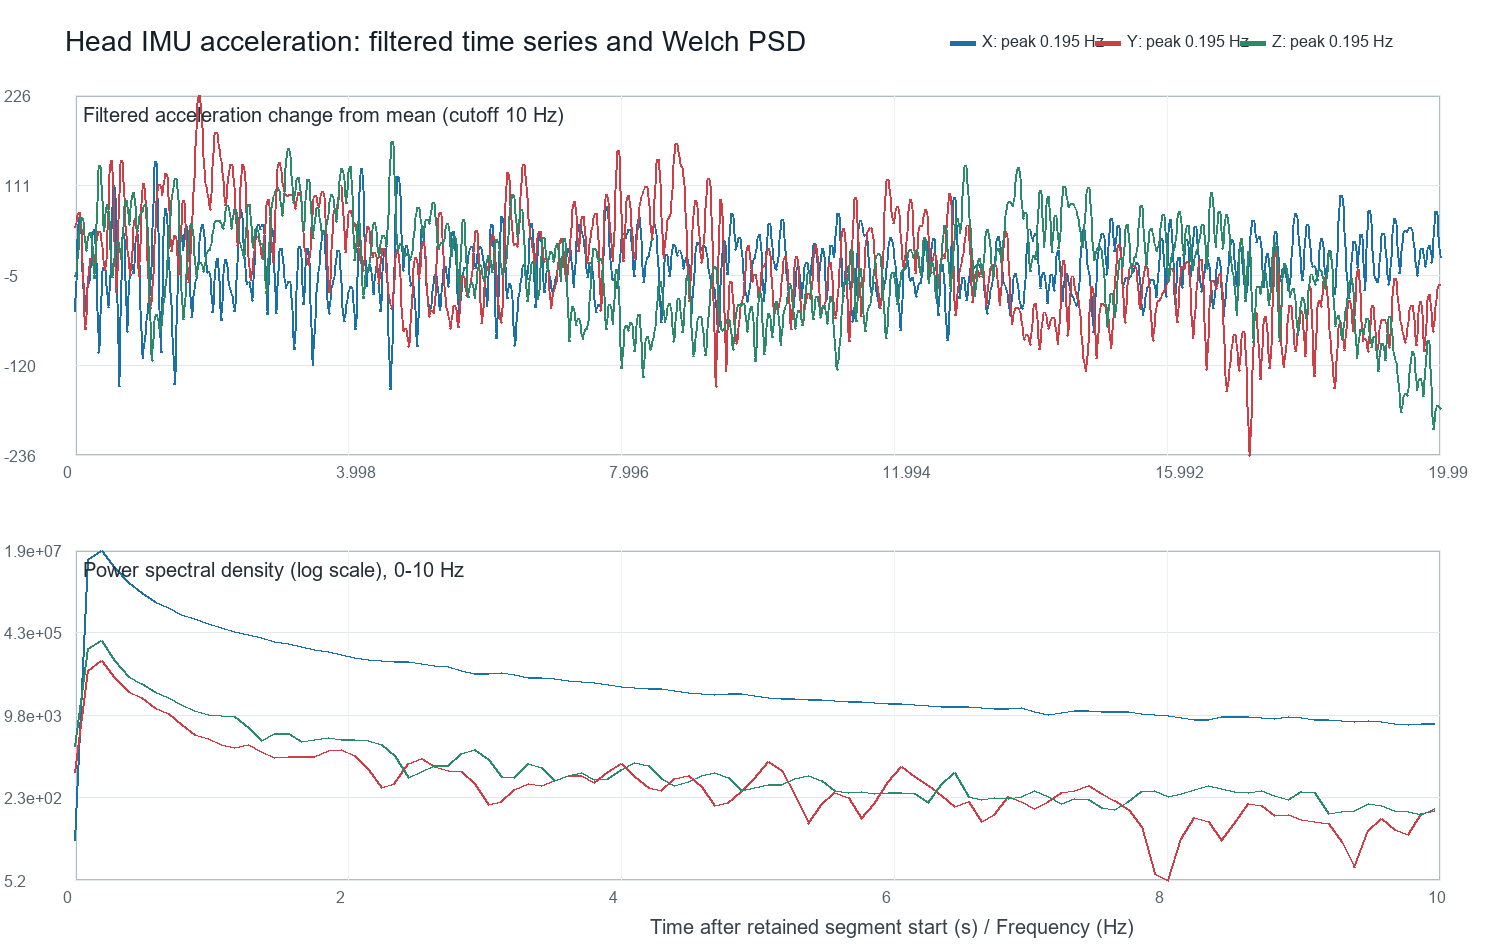 Head IMU acceleration: filtered time series and Welch PSD
X: peak 0.195 Hz Y: peak 0.195 Hz Z: peak 0.195 Hz
Filtered acceleration change from mean (cutoff 10 Hz)
226
111
-5
-120
-236
0 3.998 7.996 11.994 15.992 19.99
Power spectral density (log scale), 0-10 Hz
1.9e+07
4.3e+05
9.8e+03
2.3e+02
5.2
0 2 4 6 8 10
Time after retained segment start (s) / Frequency (Hz)